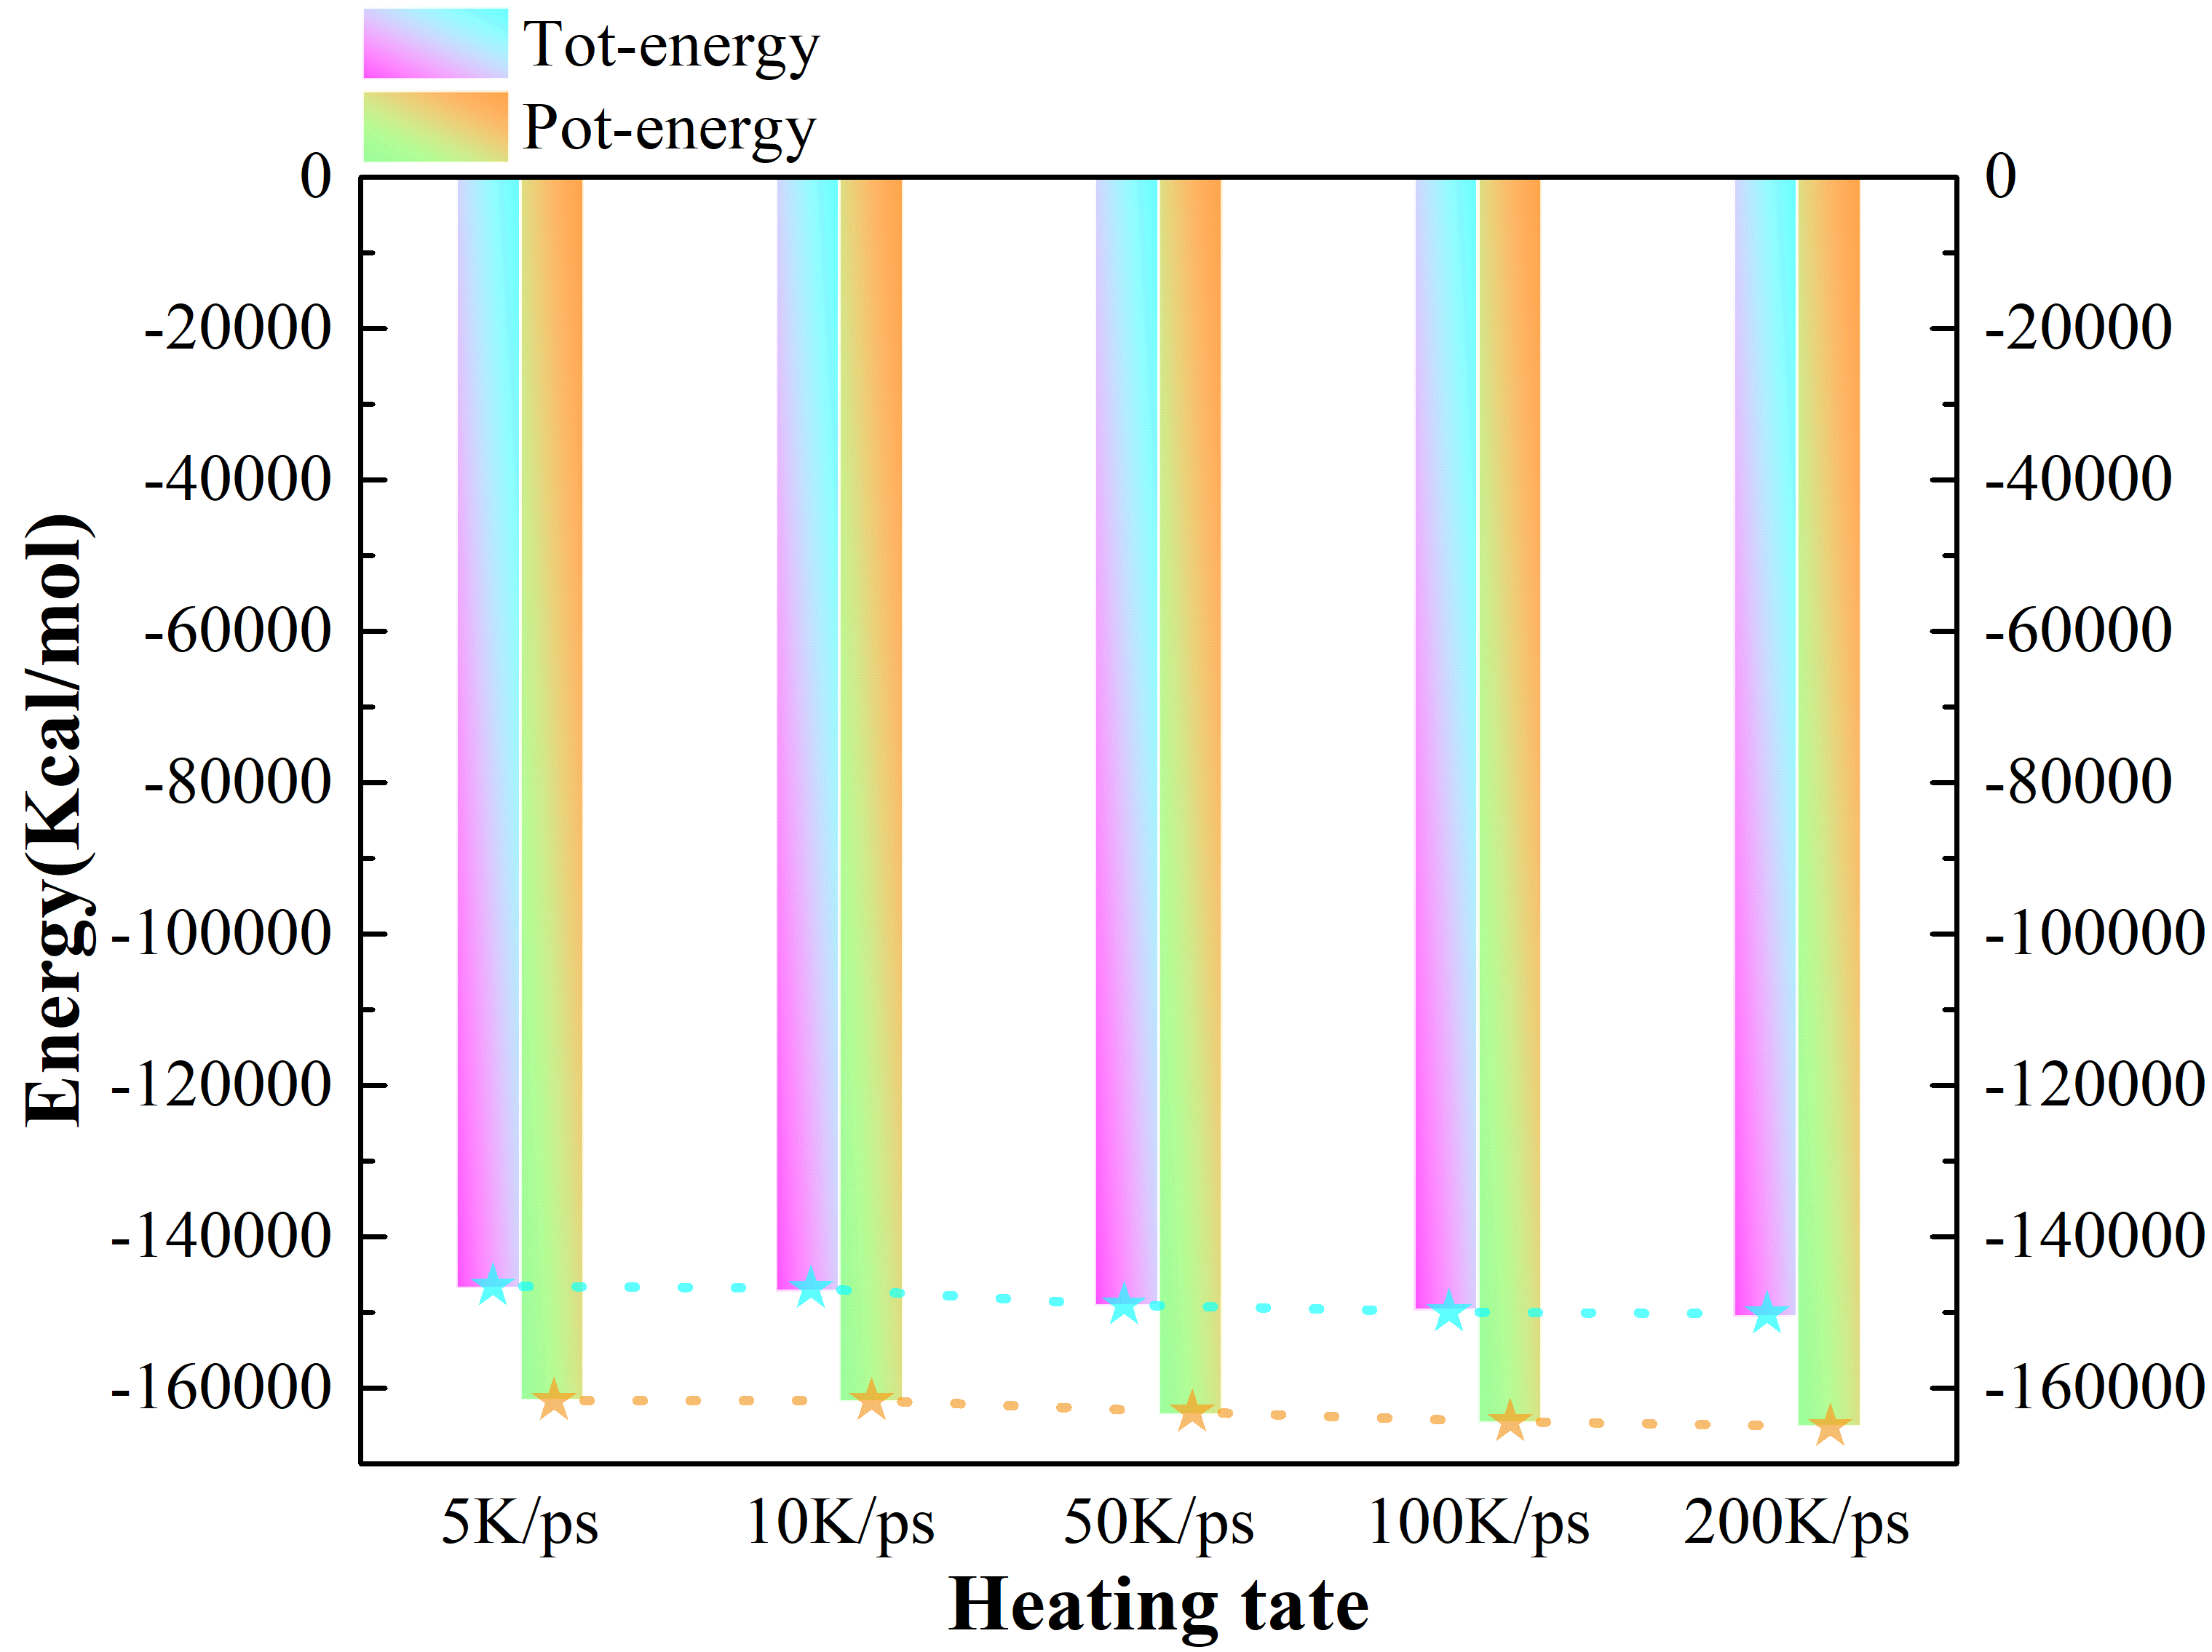 Tot-energy
Pot-energy
0 0
-20000 -20000
-40000 -40000
-60000 -60000
-80000 -80000
-100000 -100000
-120000 -120000
-140000 -140000
-160000 -160000
Energy(Kcal/mol)
5K/ps 10K/ps 50K/ps 100K/ps 200K/ps
Heating tate